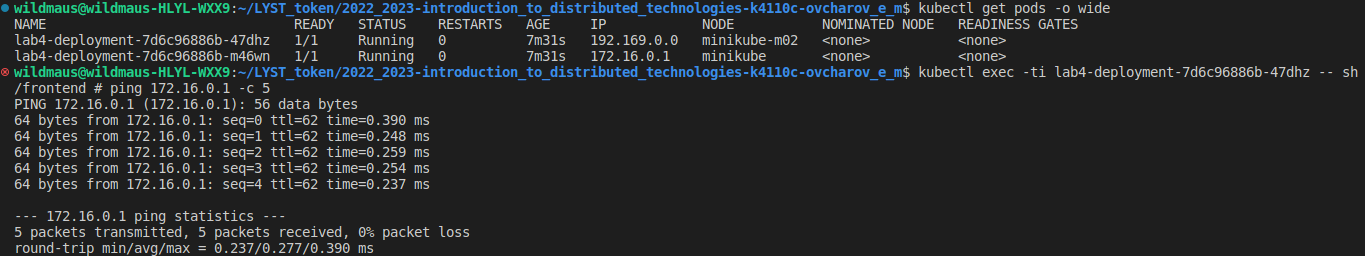 wildmaus@wildmaus-HLYL-WXX9:~/LYST_token/2022_2023-introduction_to_distributed_technologies-k4110c-ovcharov_e_m$ kubectl get pods -o wide
NAME READY STATUS RESTARTS AGE IP NODE NOMINATED NODE READINESS GATES
lab4-deployment-7d6c96886b-47dhz 1/1 Running 0 7m31s 192.169.0.0 minikube-m02 <none> <none>
lab4-deployment-7d6c96886b-m46wn 1/1 Running 0 7m31s 172.16.0.1 minikube <none> <none>
wildmaus@wildmaus-HLYL-WXX9:~/LYST_token/2022_2023-introduction_to_distributed_technologies-k4110c-ovcharov_e_m$ kubectl exec -ti lab4-deployment-7d6c96886b-47dhz -- sh
/frontend # ping 172.16.0.1 -c 5
PING 172.16.0.1 (172.16.0.1): 56 data bytes
64 bytes from 172.16.0.1: seq=0 ttl=62 time=0.390 ms
64 bytes from 172.16.0.1: seq=1 ttl=62 time=0.248 ms
64 bytes from 172.16.0.1: seq=2 ttl=62 time=0.259 ms
64 bytes from 172.16.0.1: seq=3 ttl=62 time=0.254 ms
64 bytes from 172.16.0.1: seq=4 ttl=62 time=0.237 ms
--- 172.16.0.1 ping statistics ---
5 packets transmitted, 5 packets received, 0% packet loss
round-trip min/avg/max = 0.237/0.277/0.390 ms